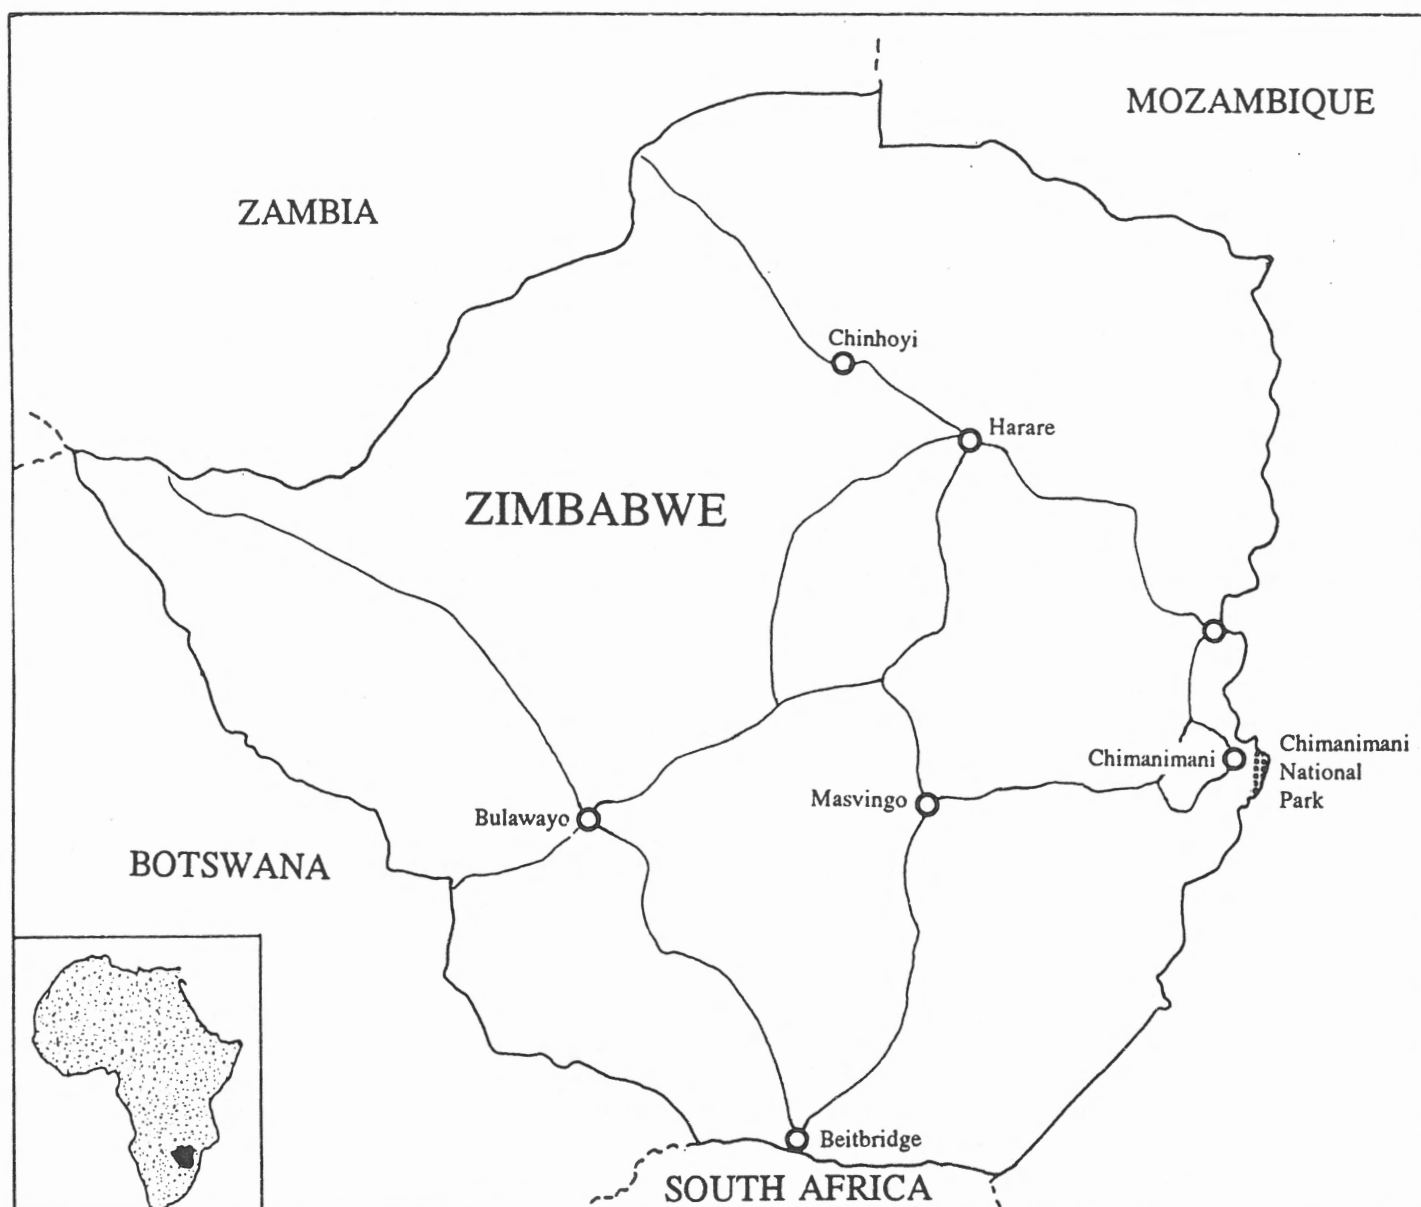 MOZAMBIQUE
ZAMBIA
Chinhoyi
Harare
ZIMBABWE
Chimanimani
Chimanimani
National
Park
Masvingo
Bulawayo
BOTSWANA
Beitbridge
SOUTH AFRICA